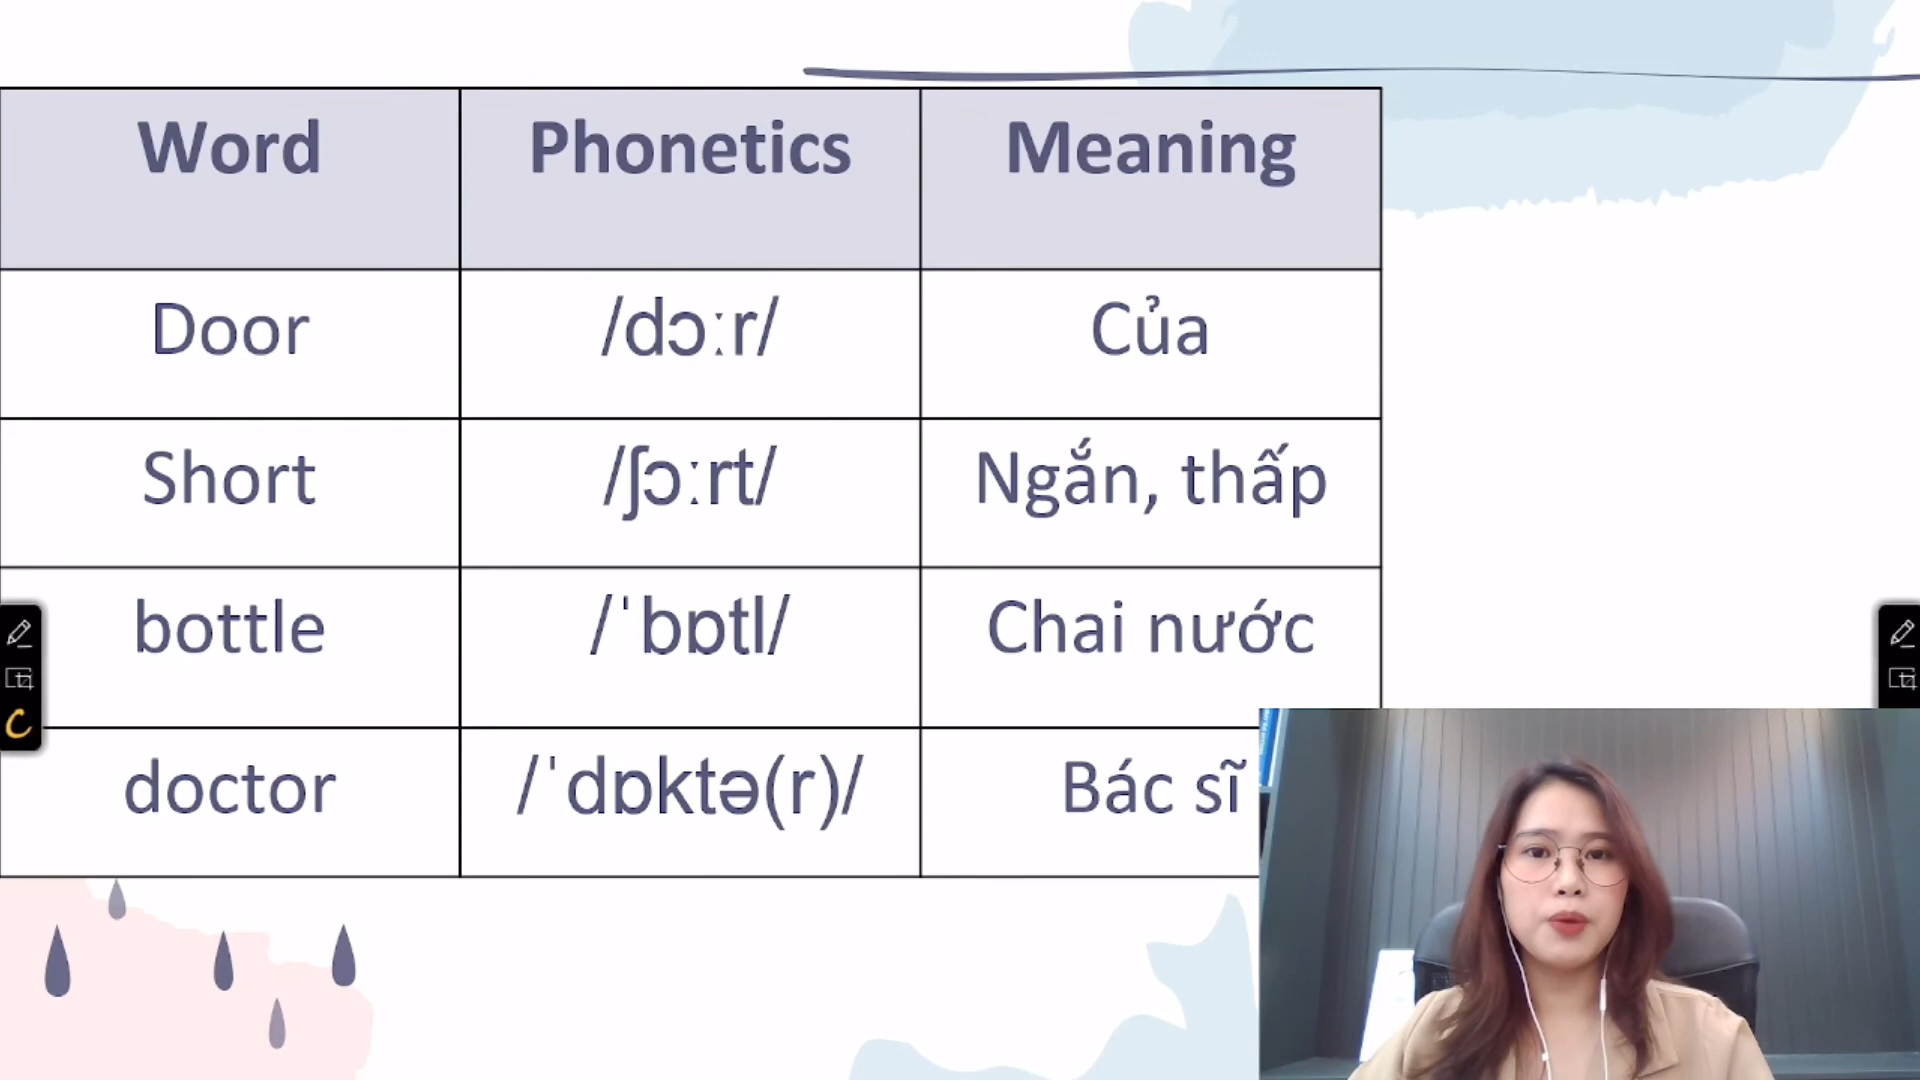 Word Phonetics Meaning
Door /dɔːr/ Của
Short /ʃɔːrt/ Ngắn, thấp
bottle /ˈbɒtl/ Chai nước
doctor /ˈdɒktə(r)/ Bác sĩ